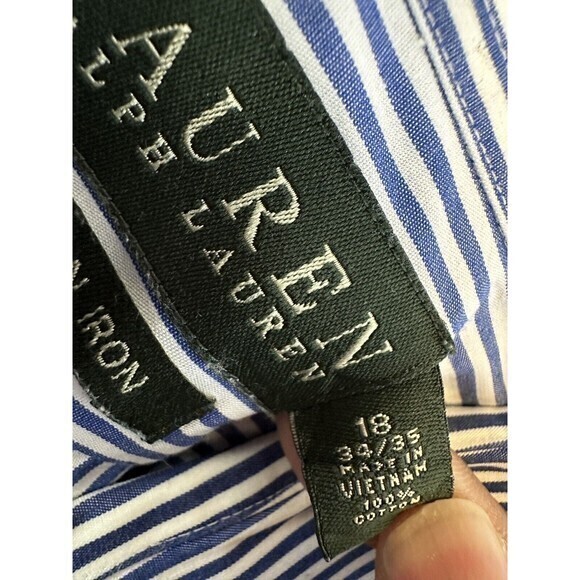 LAUREN
RALPH LAUREN
N IRON
18
34/35
MADE IN
VIETNAM
100%
COTTON